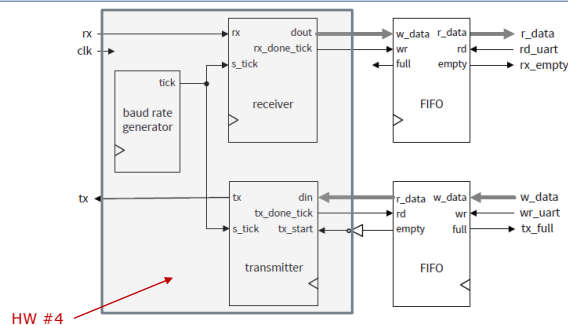 rx
clk
rx dout
rx_done_tick
s_tick
receiver
w_data r_data
wr rd
full empty
FIFO
r_data
rd_uart
rx_empty
tick
baud rate
generator
tx
tx din
tx_done_tick
s_tick tx_start
transmitter
r_data w_data
rd wr
empty full
FIFO
w_data
wr_uart
tx_full
HW #4